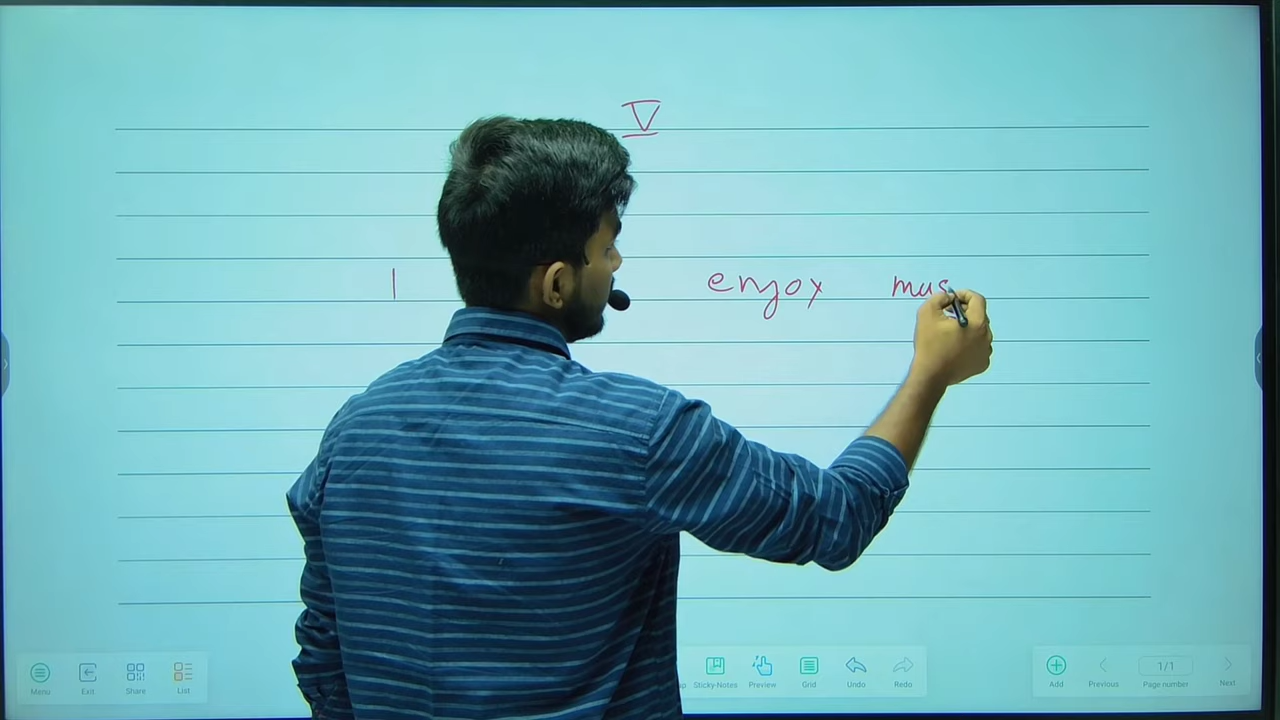 V
I enjoy mus
Menu Exit Share List Sticky-Notes Preview Grid Undo Redo Add Previous 1/1 Page number Next